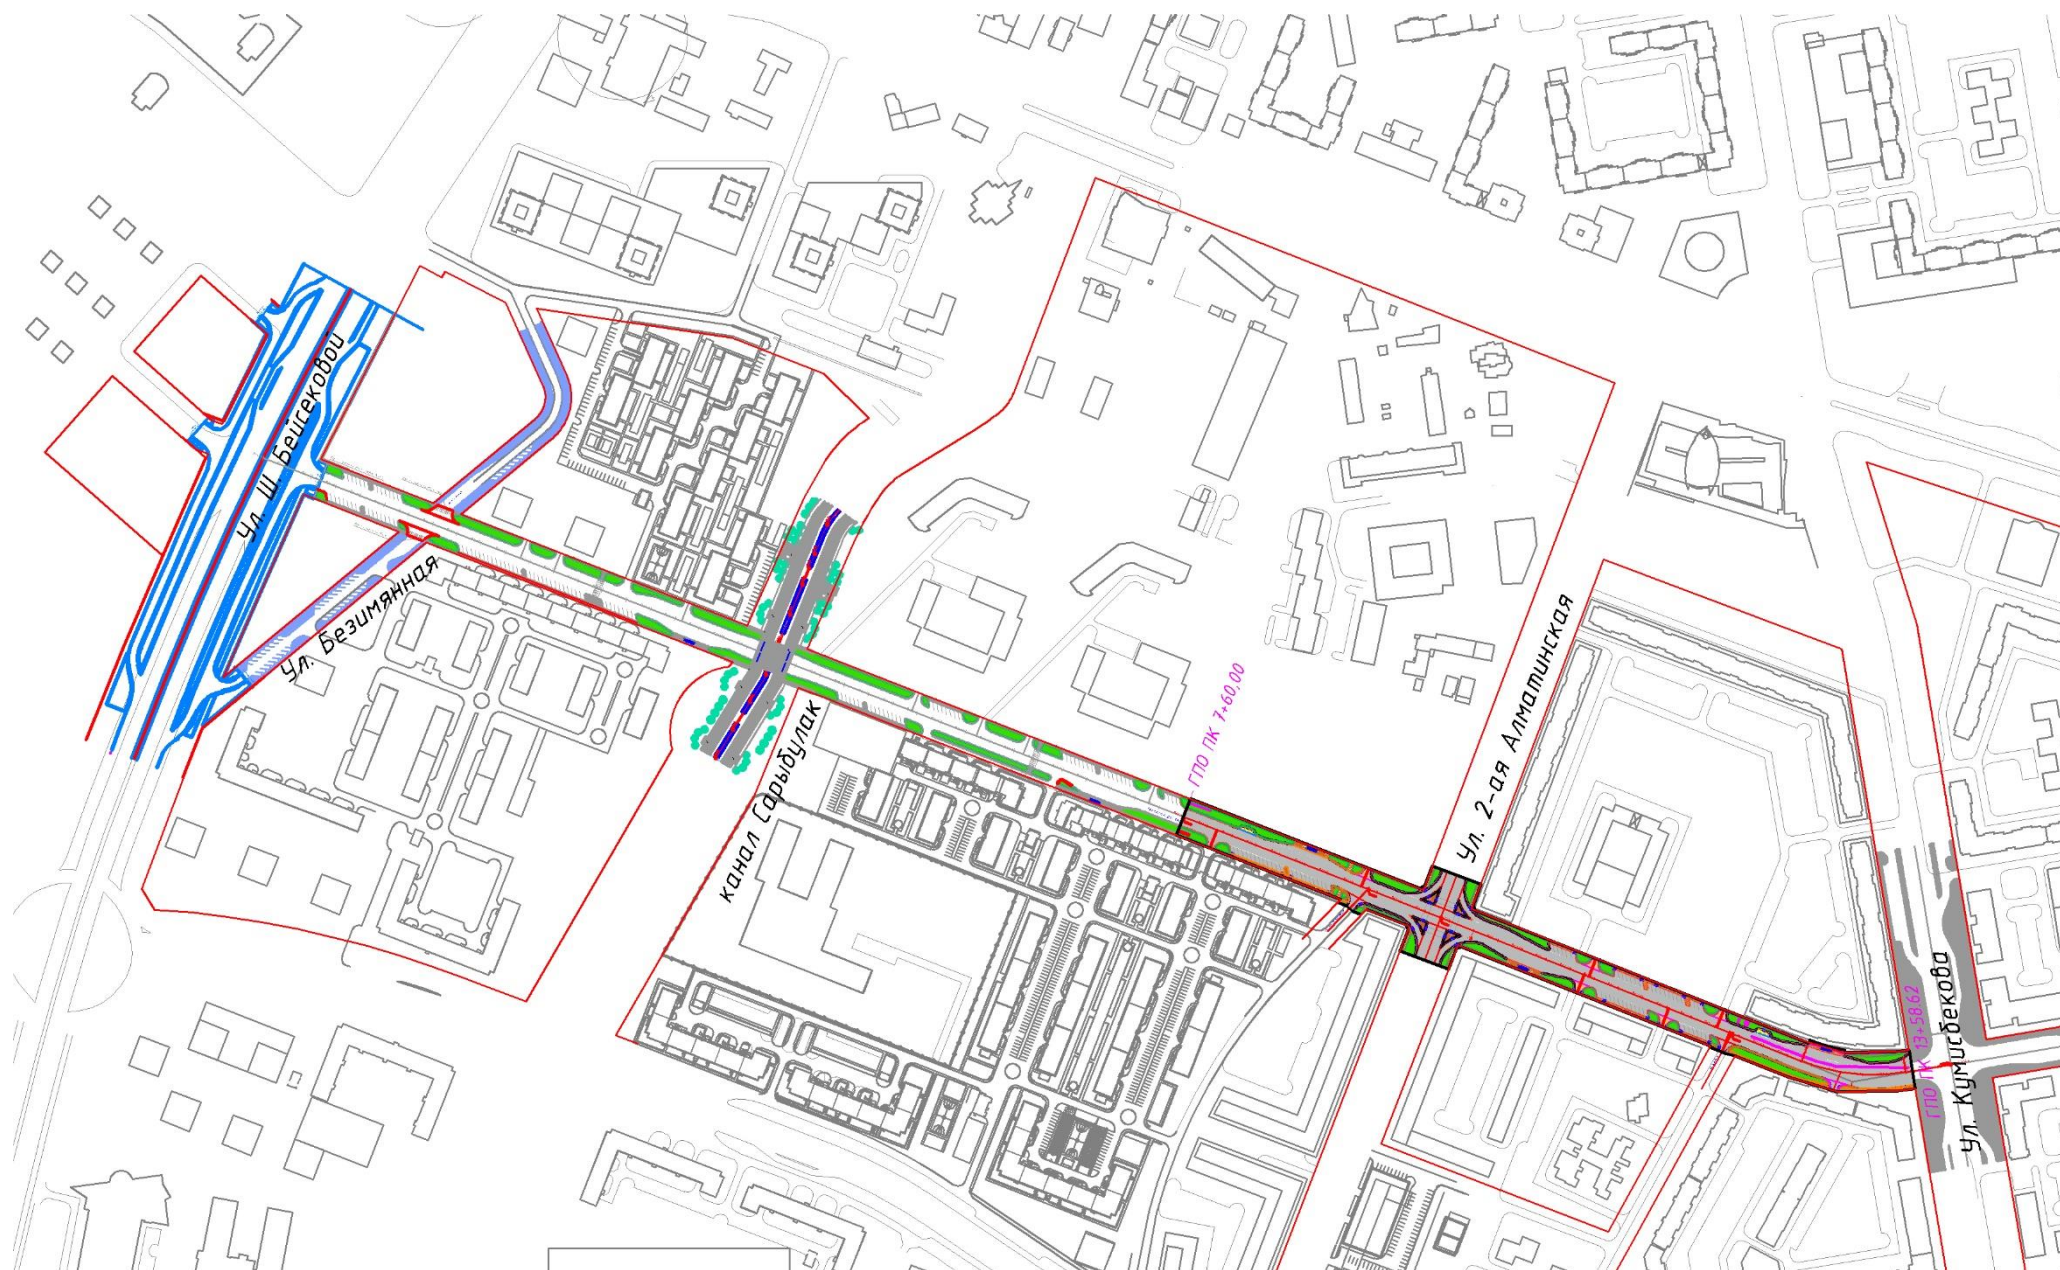 Ул. Ш. Бейсековой
Ул. Безимянная
канал Сарыбулак
ГПО ПК 7+60.00
Ул. 2-ая Алматинская
ГПО ПК 13+58.62
Ул. Кумисбекова